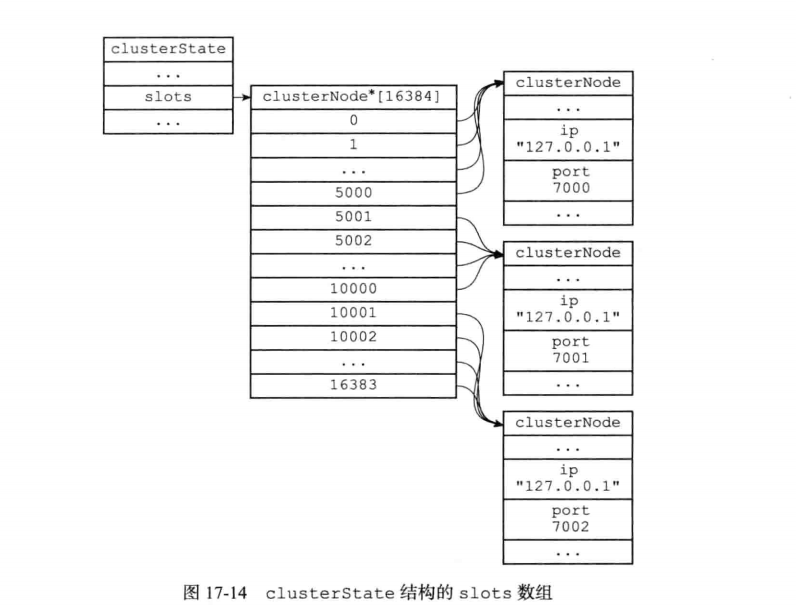 clusterState
...
slots
...
clusterNode*[16384]
0
1
...
5000
5001
5002
...
10000
10001
10002
...
16383
clusterNode
...
ip
"127.0.0.1"
port
7000
...
clusterNode
...
ip
"127.0.0.1"
port
7001
...
clusterNode
...
ip
"127.0.0.1"
port
7002
...
图 17-14 clusterState 结构的 slots 数组